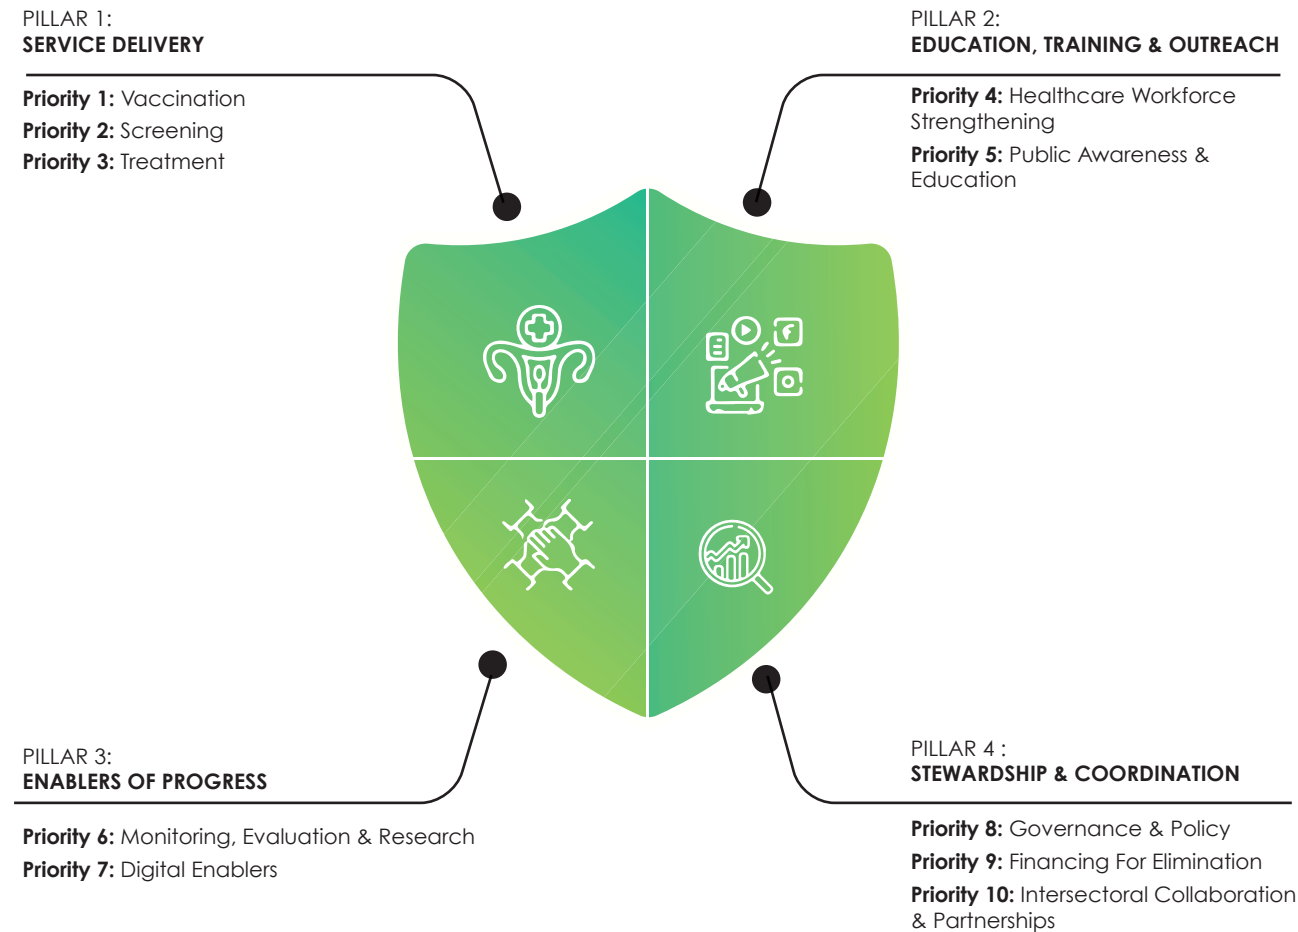 PILLAR 1:
SERVICE DELIVERY
Priority 1: Vaccination
Priority 2: Screening
Priority 3: Treatment
PILLAR 2:
EDUCATION, TRAINING & OUTREACH
Priority 4: Healthcare Workforce
Strengthening
Priority 5: Public Awareness &
Education
PILLAR 3:
ENABLERS OF PROGRESS
Priority 6: Monitoring, Evaluation & Research
Priority 7: Digital Enablers
PILLAR 4 :
STEWARDSHIP & COORDINATION
Priority 8: Governance & Policy
Priority 9: Financing For Elimination
Priority 10: Intersectoral Collaboration
& Partnerships